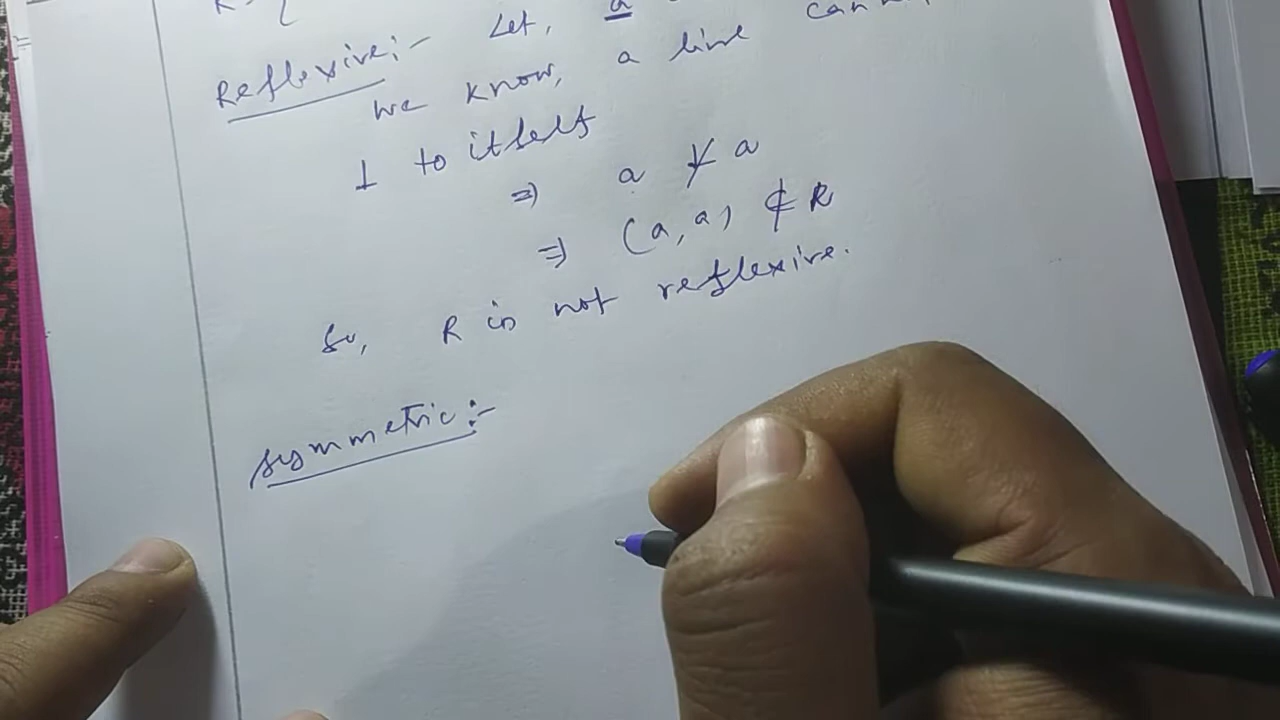 Reflexive:- Let, a
we know, a line
⊥ to itself
⇒ a ⊥̸ a
⇒ (a, a) ∉ R
So, R is not reflexive.
Symmetric:-